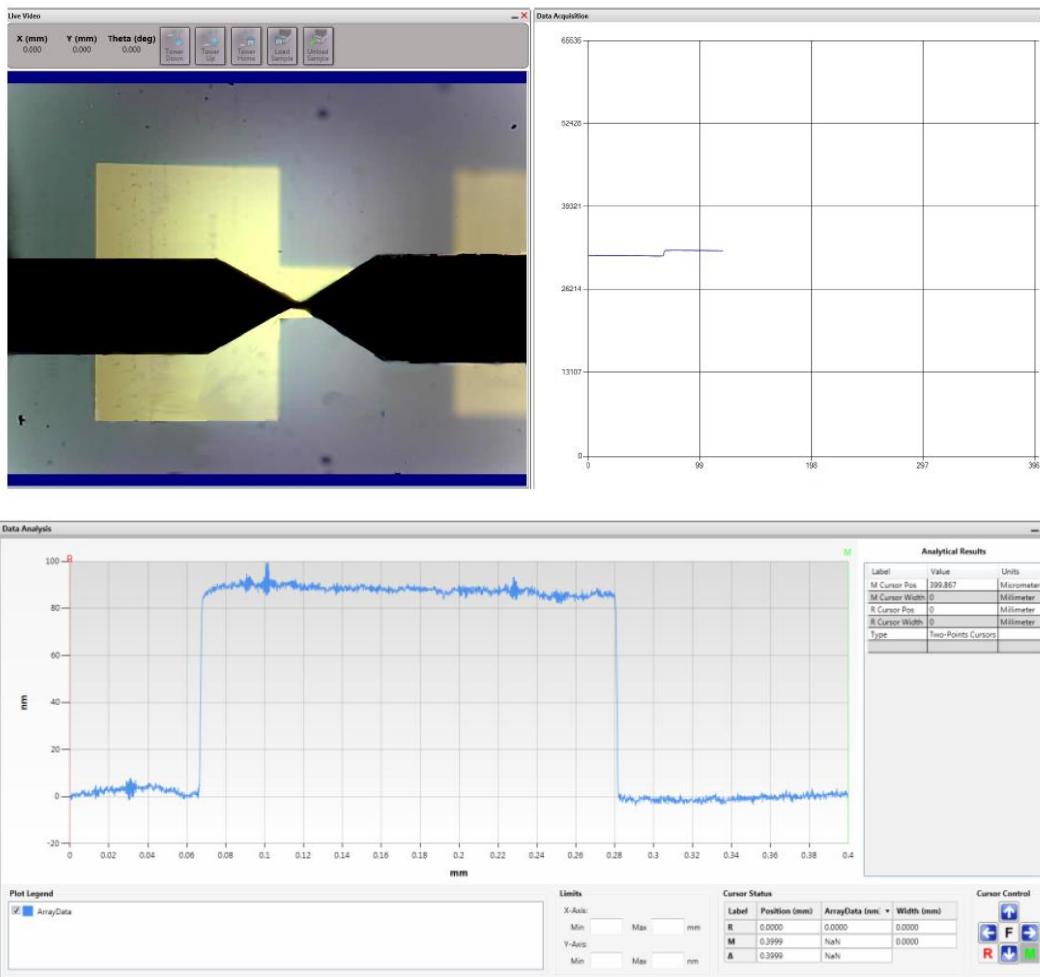 Live Video
X (mm) Y (mm) Theta (deg)
0.000 0.000 0.000
Tower Down
Tower Up
Tower Home
Load Sample
Unload Sample
Data Acquisition
65535
52428
39321
26214
13107
0
0 99 198 297 396
Data Analysis
R M
100
80
60
40
20
0
-20
nm
0 0.02 0.04 0.06 0.08 0.1 0.12 0.14 0.16 0.18 0.2 0.22 0.24 0.26 0.28 0.3 0.32 0.34 0.36 0.38 0.4
mm
Analytical Results
Label Value Units
M Cursor Pos 399.867 Micrometer
M Cursor Width 0 Millimeter
R Cursor Pos 0 Millimeter
R Cursor Width 0 Millimeter
Type Two-Points Cursors
Plot Legend
ArrayData
Limits
X-Axis:
Min Max mm
Y-Axis:
Min Max nm
Cursor Status
Label Position (mm) ArrayData (nm) Width (mm)
R 0.0000 0.0000 0.0000
M 0.3999 NaN 0.0000
Δ 0.3999 NaN
Cursor Control
F
R M